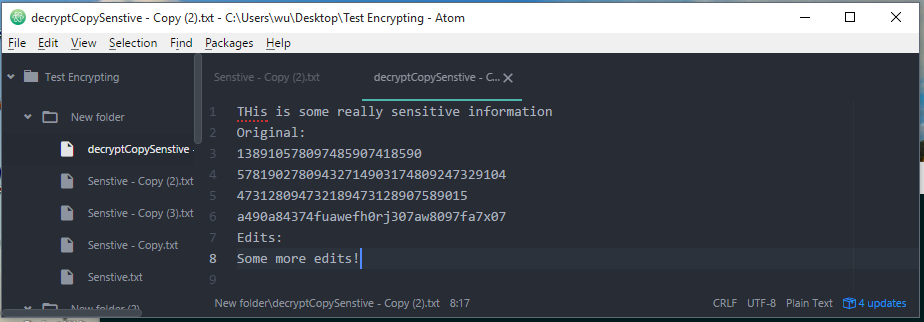 decryptCopySenstive - Copy (2).txt - C:\Users\wu\Desktop\Test Encrypting - Atom
File Edit View Selection Find Packages Help
Test Encrypting
New folder
decryptCopySenstive -
Senstive - Copy (2).txt
Senstive - Copy (3).txt
Senstive - Copy.txt
Senstive.txt
New folder (2)
Senstive - Copy (2).txt decryptCopySenstive - C...
1 THis is some really sensitive information
2 Original:
3 138910578097485907418590
4 57819027809432714903174809247329104
5 473128094732189473128907589015
6 a490a84374fuawefh0rj307aw8097fa7x07
7 Edits:
8 Some more edits!
9
New folder\decryptCopySenstive - Copy (2).txt 8:17 CRLF UTF-8 Plain Text 4 updates